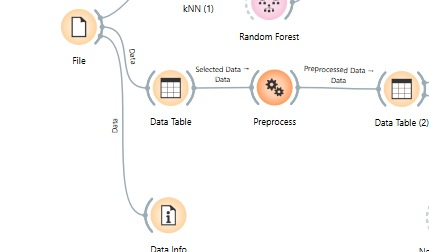 kNN (1)
Random Forest
File
Data
Selected Data → Data
Preprocessed Data → Data
Data Table
Preprocess
Data Table (2)
Data
Data Info